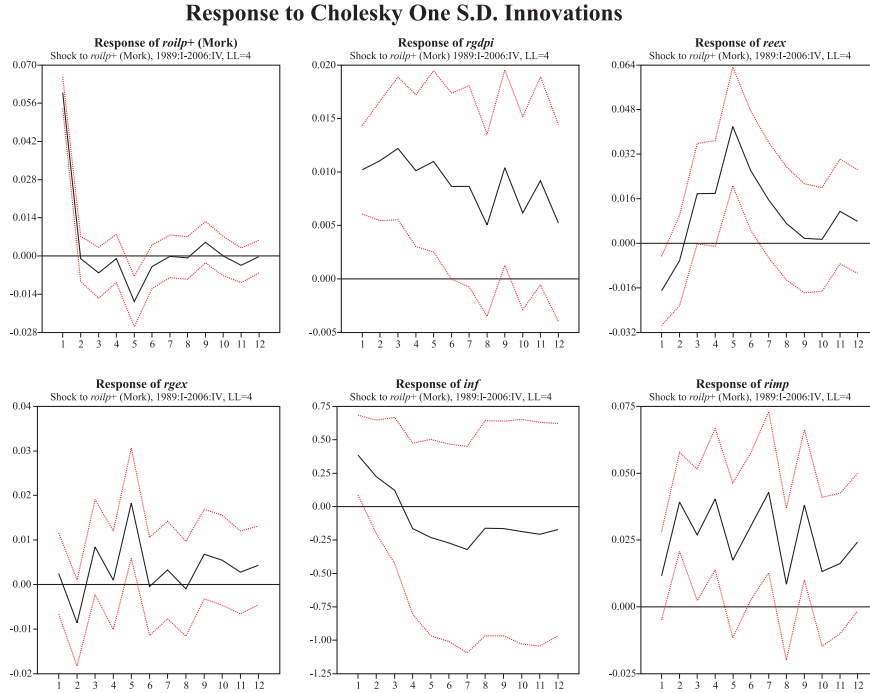 Response to Cholesky One S.D. Innovations
Response of roilp+ (Mork)
Shock to roilp+ (Mork), 1989:I-2006:IV, LL=4
0.070
0.056
0.042
0.028
0.014
0.000
-0.014
-0.028
1 2 3 4 5 6 7 8 9 10 11 12
Response of rgdpi
Shock to roilp+ (Mork) 1989:I-2006:IV, LL=4
0.020
0.015
0.010
0.005
0.000
-0.005
1 2 3 4 5 6 7 8 9 10 11 12
Response of reex
Shock to roilp+ (Mork), 1989:I-2006:IV, LL=4
0.064
0.048
0.032
0.016
0.000
-0.016
-0.032
1 2 3 4 5 6 7 8 9 10 11 12
Response of rgex
Shock to roilp+ (Mork), 1989:I-2006:IV, LL=4
0.04
0.03
0.02
0.01
0.00
-0.01
-0.02
1 2 3 4 5 6 7 8 9 10 11 12
Response of inf
Shock to roilp+ (Mork), 1989:I-2006:IV, LL=4
0.75
0.50
0.25
0.00
-0.25
-0.50
-0.75
-1.00
-1.25
1 2 3 4 5 6 7 8 9 10 11 12
Response of rimp
Shock to roilp+ (Mork), 1989:I-2006:IV, LL=4
0.075
0.050
0.025
0.000
-0.025
1 2 3 4 5 6 7 8 9 10 11 12